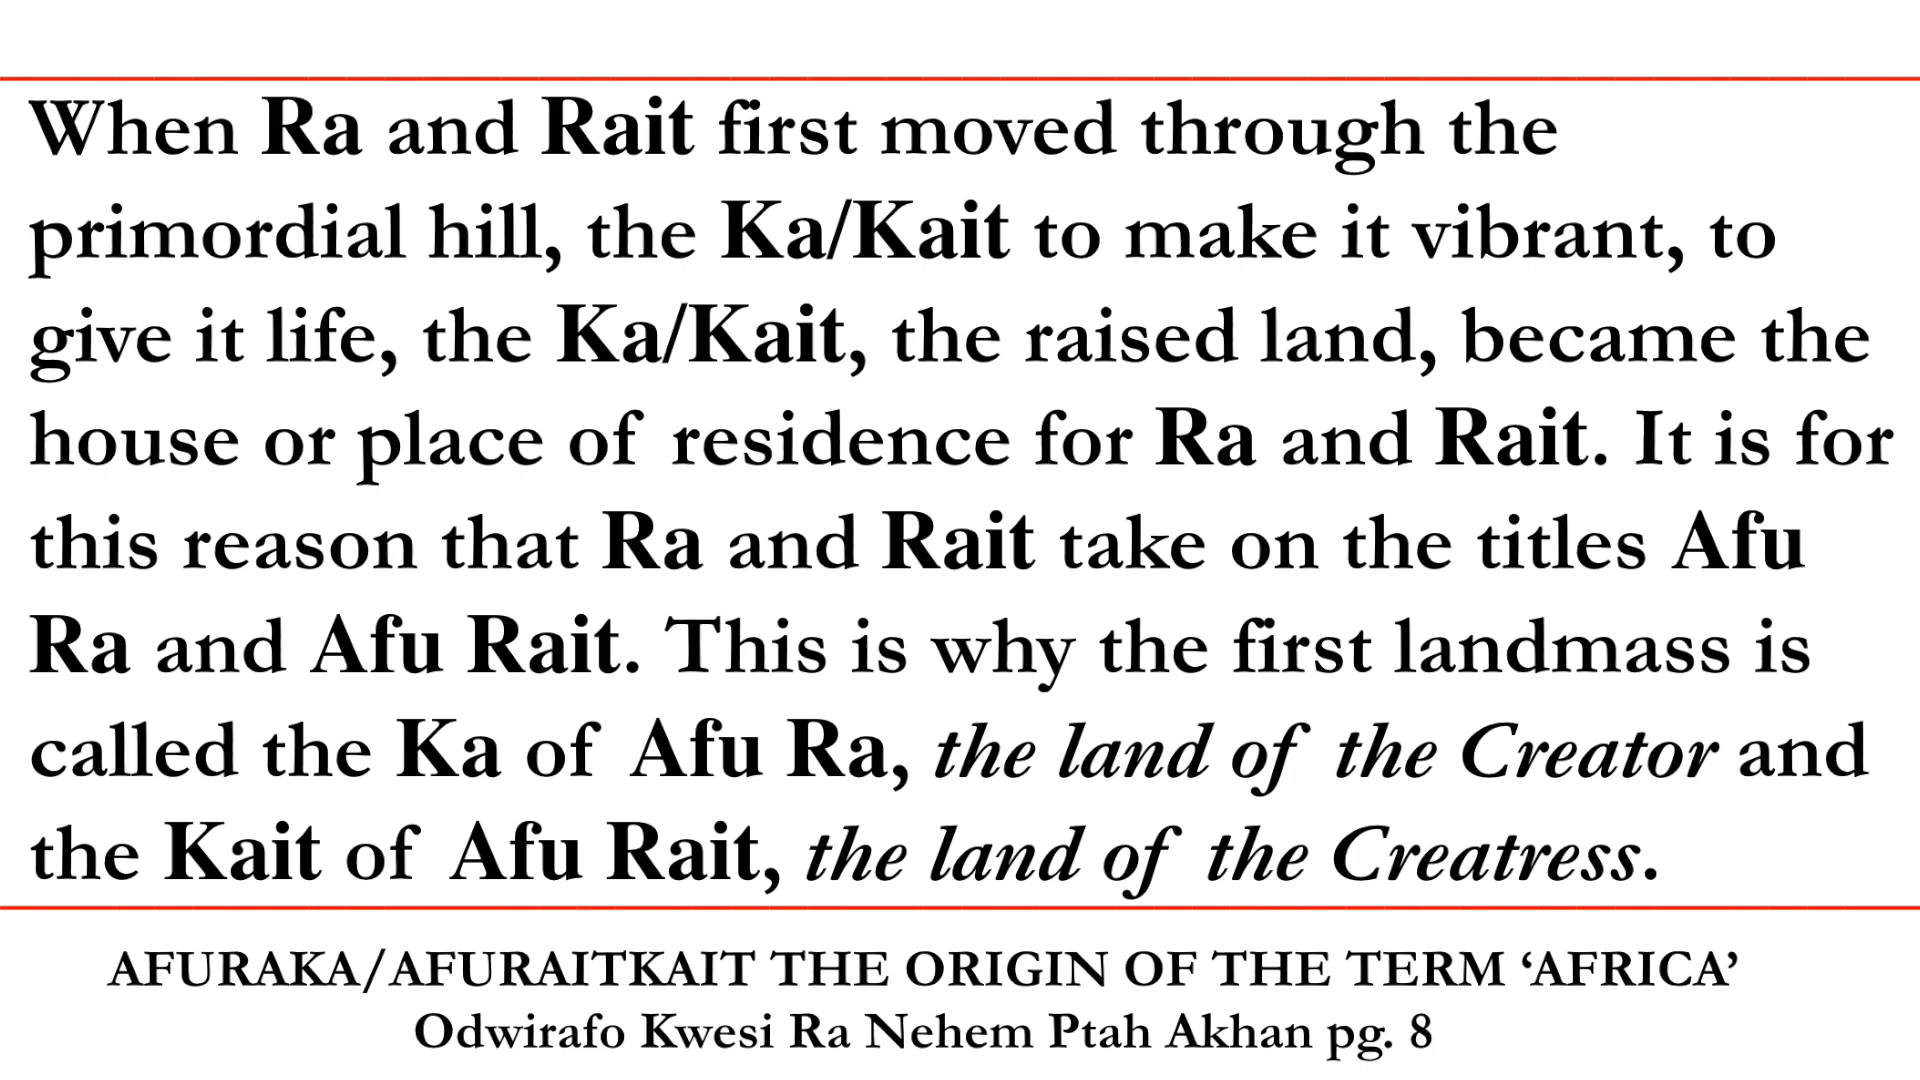 When Ra and Rait first moved through the
primordial hill, the Ka/Kait to make it vibrant, to
give it life, the Ka/Kait, the raised land, became the
house or place of residence for Ra and Rait. It is for
this reason that Ra and Rait take on the titles Afu
Ra and Afu Rait. This is why the first landmass is
called the Ka of Afu Ra, the land of the Creator and
the Kait of Afu Rait, the land of the Creatress.
AFURAKA/AFURAITKAIT THE ORIGIN OF THE TERM ‘AFRICA’
Odwirafo Kwesi Ra Nehem Ptah Akhan pg. 8